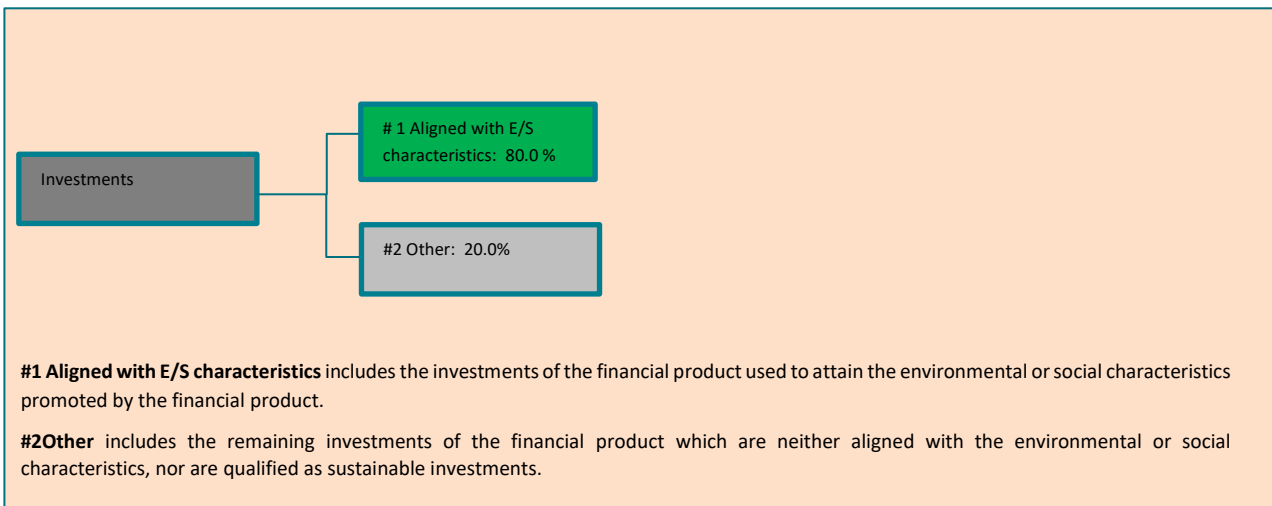 # 1 Aligned with E/S
characteristics: 80.0 %
Investments
#2 Other: 20.0%
#1 Aligned with E/S characteristics includes the investments of the financial product used to attain the environmental or social characteristics
promoted by the financial product.
#2Other includes the remaining investments of the financial product which are neither aligned with the environmental or social
characteristics, nor are qualified as sustainable investments.